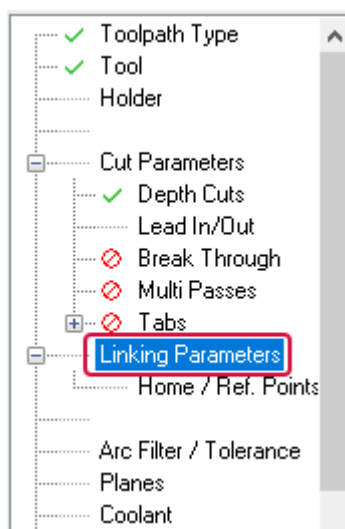 Toolpath Type
Tool
Holder
Cut Parameters
Depth Cuts
Lead In/Out
Break Through
Multi Passes
Tabs
Linking Parameters
Home / Ref. Points
Arc Filter / Tolerance
Planes
Coolant